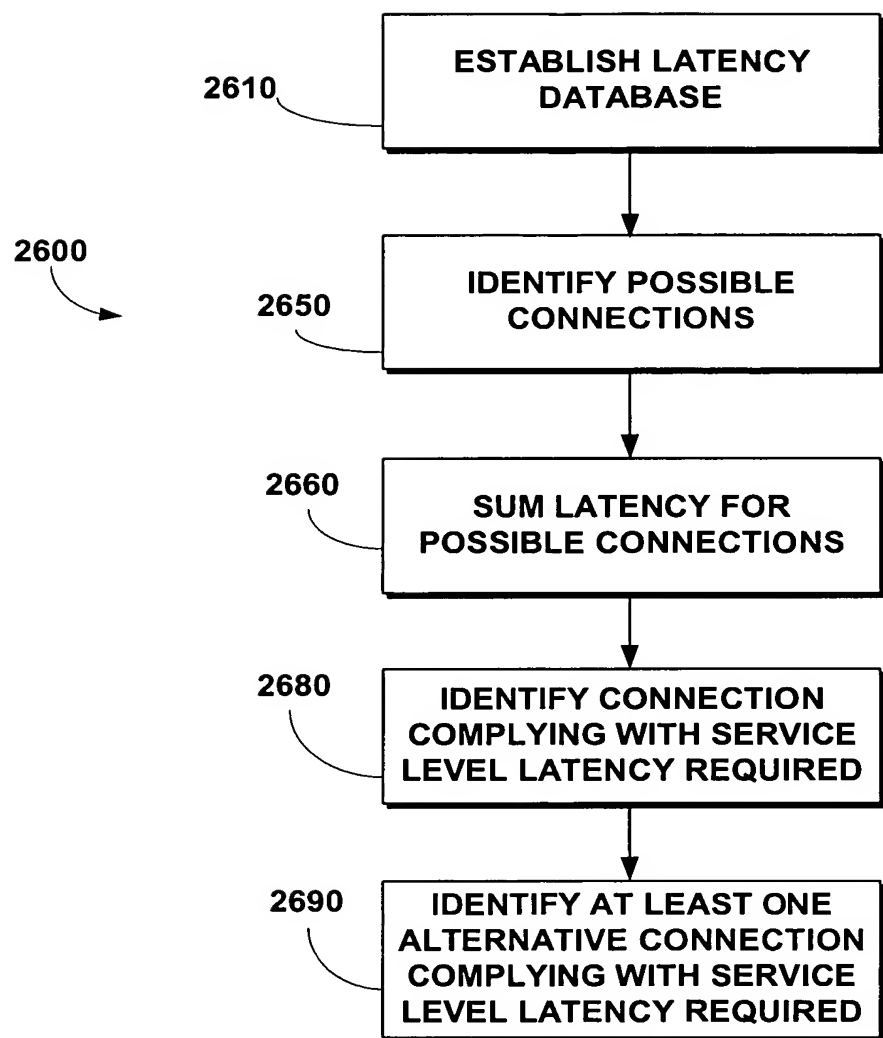 2610
ESTABLISH LATENCY
DATABASE
2600
2650
IDENTIFY POSSIBLE
CONNECTIONS
2660
SUM LATENCY FOR
POSSIBLE CONNECTIONS
2680
IDENTIFY CONNECTION
COMPLYING WITH SERVICE
LEVEL LATENCY REQUIRED
2690
IDENTIFY AT LEAST ONE
ALTERNATIVE CONNECTION
COMPLYING WITH SERVICE
LEVEL LATENCY REQUIRED